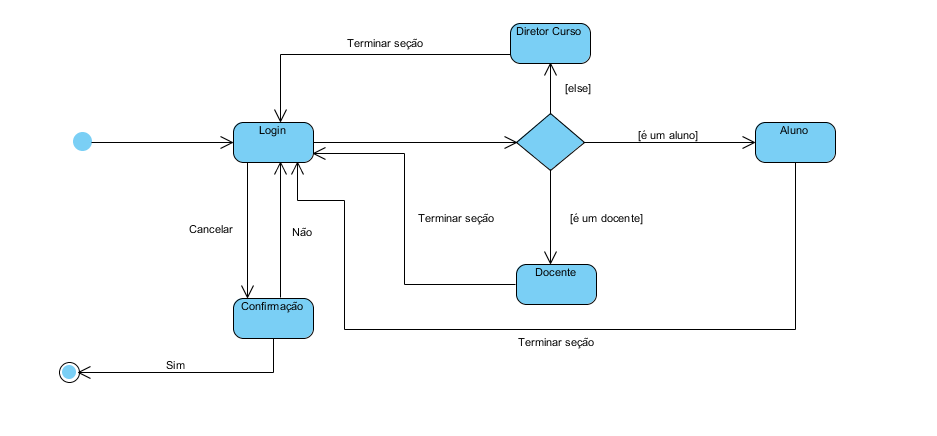 Diretor Curso
Terminar seção
[else]
Login
[é um aluno]
Aluno
Terminar seção
[é um docente]
Cancelar
Não
Docente
Confirmação
Terminar seção
Sim